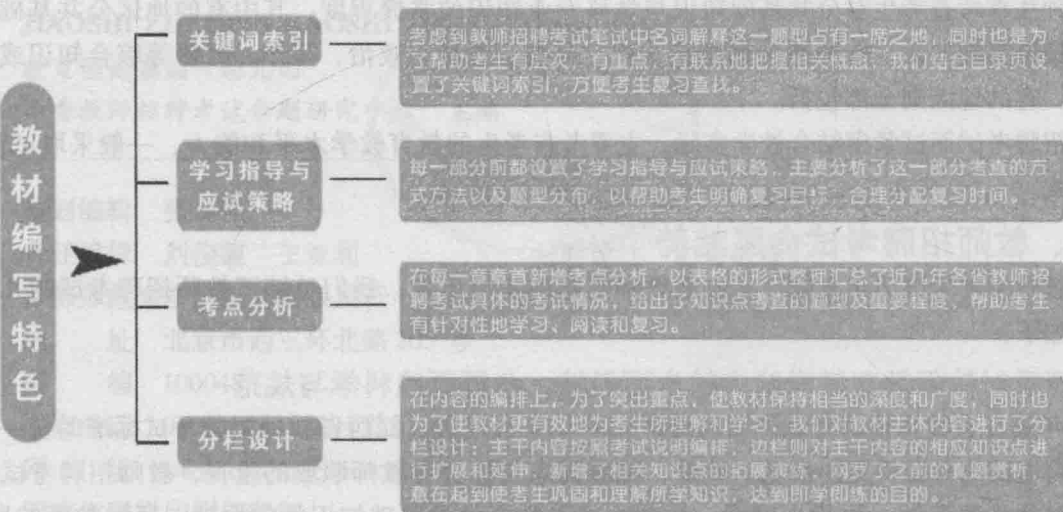 教材编写特色
关键词索引
考虑到教师招聘考试笔试中名词解释这一题型占有一席之地，同时也是为
了帮助考生有层次、有重点、有联系地把握相关概念，我们结合目录页设
置了关键词索引，方便考生复习查找。
学习指导与
应试策略
每一部分前都设置了学习指导与应试策略，主要分析了这一部分考查的方
式方法以及题型分布，以帮助考生明确复习目标，合理分配复习时间。
考点分析
在每一章章首新增考点分析，以表格的形式整理汇总了近几年各省教师招
聘考试具体的考试情况，给出了知识点考查的题型及重要程度，帮助考生
有针对性地学习、阅读和复习。
分栏设计
在内容的编排上，为了突出重点，使教材保持相当的深度和广度，同时也
为了使教材更有效地为考生所理解和学习，我们对教材主体内容进行了分
栏设计：主干内容按照考试说明编排，边栏则对主干内容的相应知识点进
行扩展和延伸，新增了相关知识点的拓展演练，网罗了之前的真题赏析，
意在起到使考生巩固和理解所学知识，达到即学即练的目的。